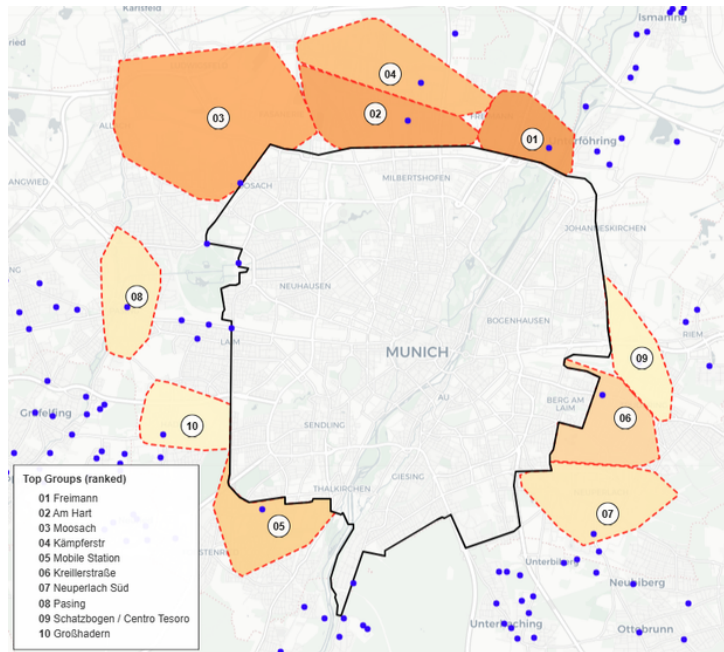 Karlsfeld
Ismaning
04
03
02
01
MOSACH
MILBERTSHOFEN
JOHANNESKIRCHEN
NEUHAUSEN
08
BOGENHAUSEN
RIEM
LAIM
MUNICH
09
BERG AM
LAIM
06
Gräfelfing
10
SENDLING
AU
GIESING
THALKIRCHEN
05
07
Unterbiberg
Neubiberg
Unterhaching
Ottobrunn
Top Groups (ranked)
01 Freimann
02 Am Hart
03 Moosach
04 Kämpferstr
05 Mobile Station
06 Kreillerstraße
07 Neuperlach Süd
08 Pasing
09 Schatzbogen / Centro Tesoro
10 Großhadern